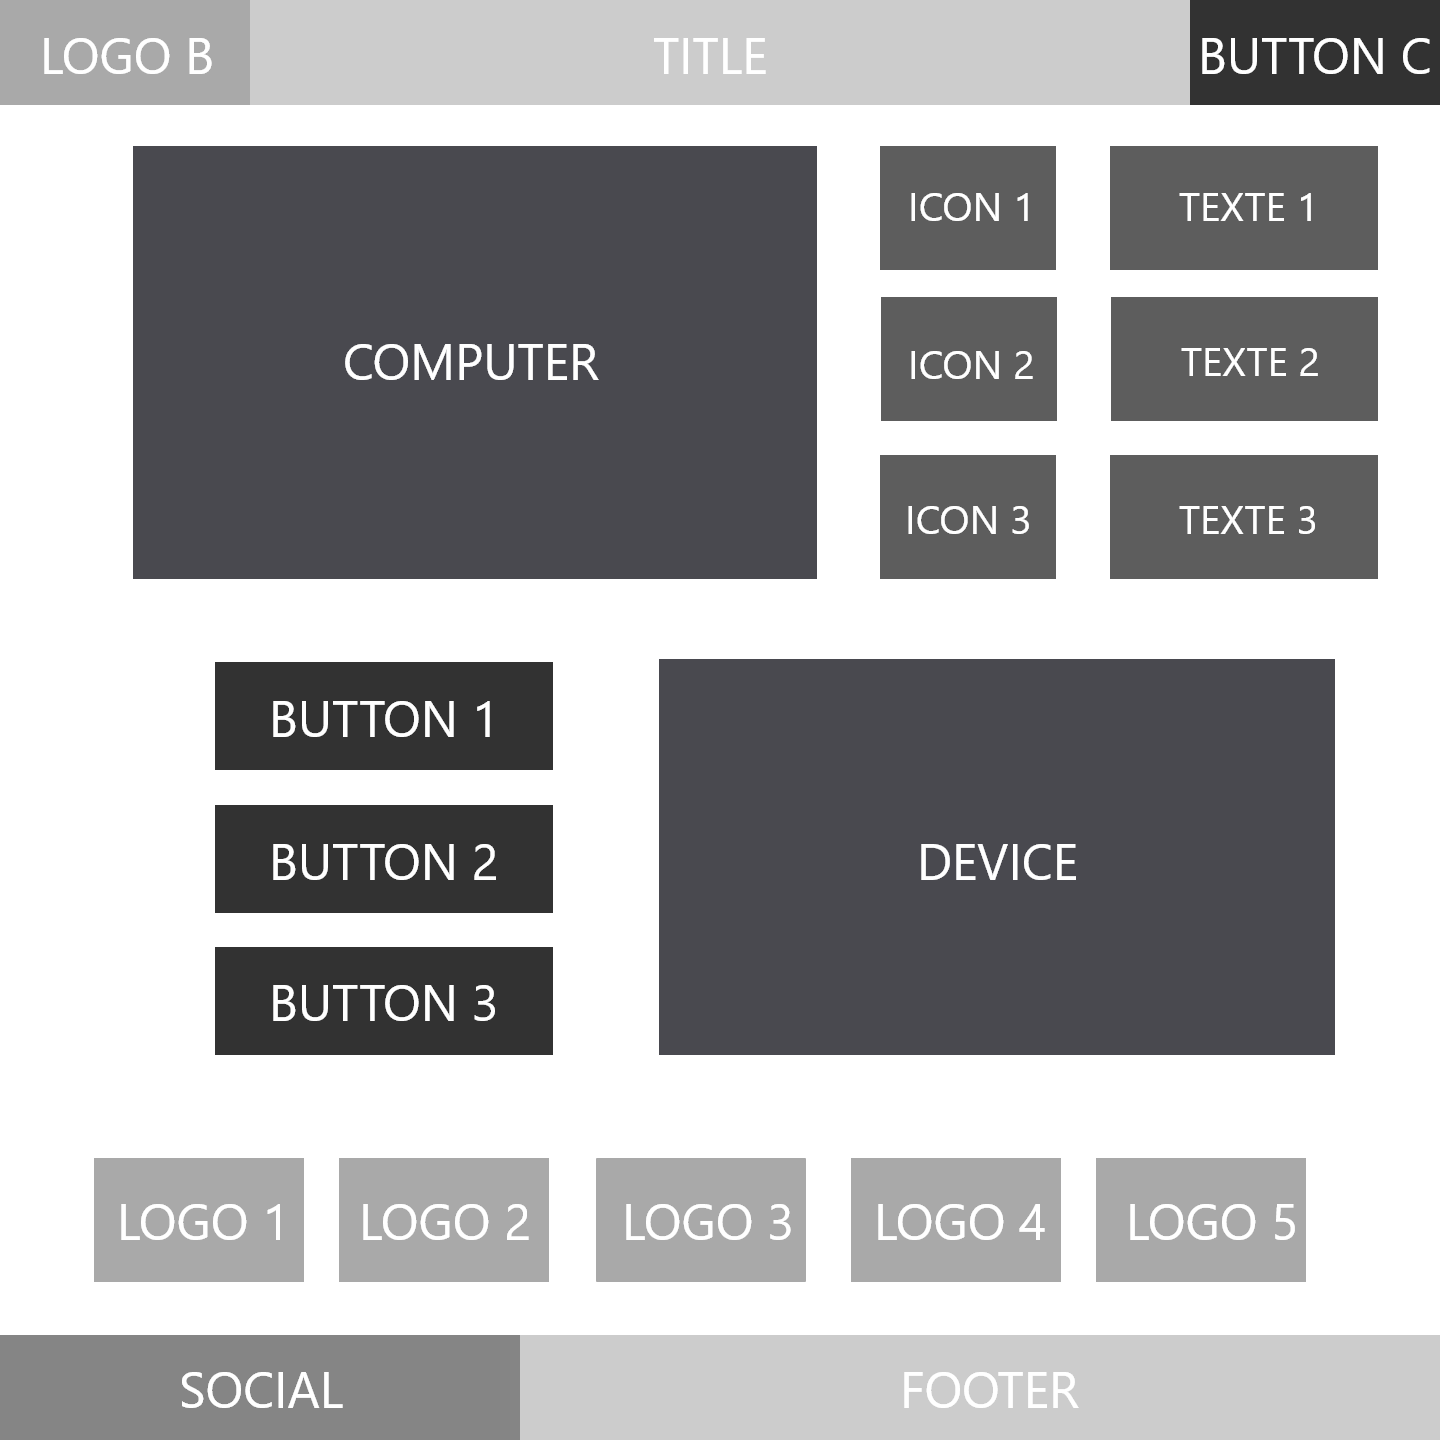 LOGO B
TITLE
BUTTON C
COMPUTER
ICON 1
TEXTE 1
ICON 2
TEXTE 2
ICON 3
TEXTE 3
BUTTON 1
BUTTON 2
BUTTON 3
DEVICE
LOGO 1
LOGO 2
LOGO 3
LOGO 4
LOGO 5
SOCIAL
FOOTER